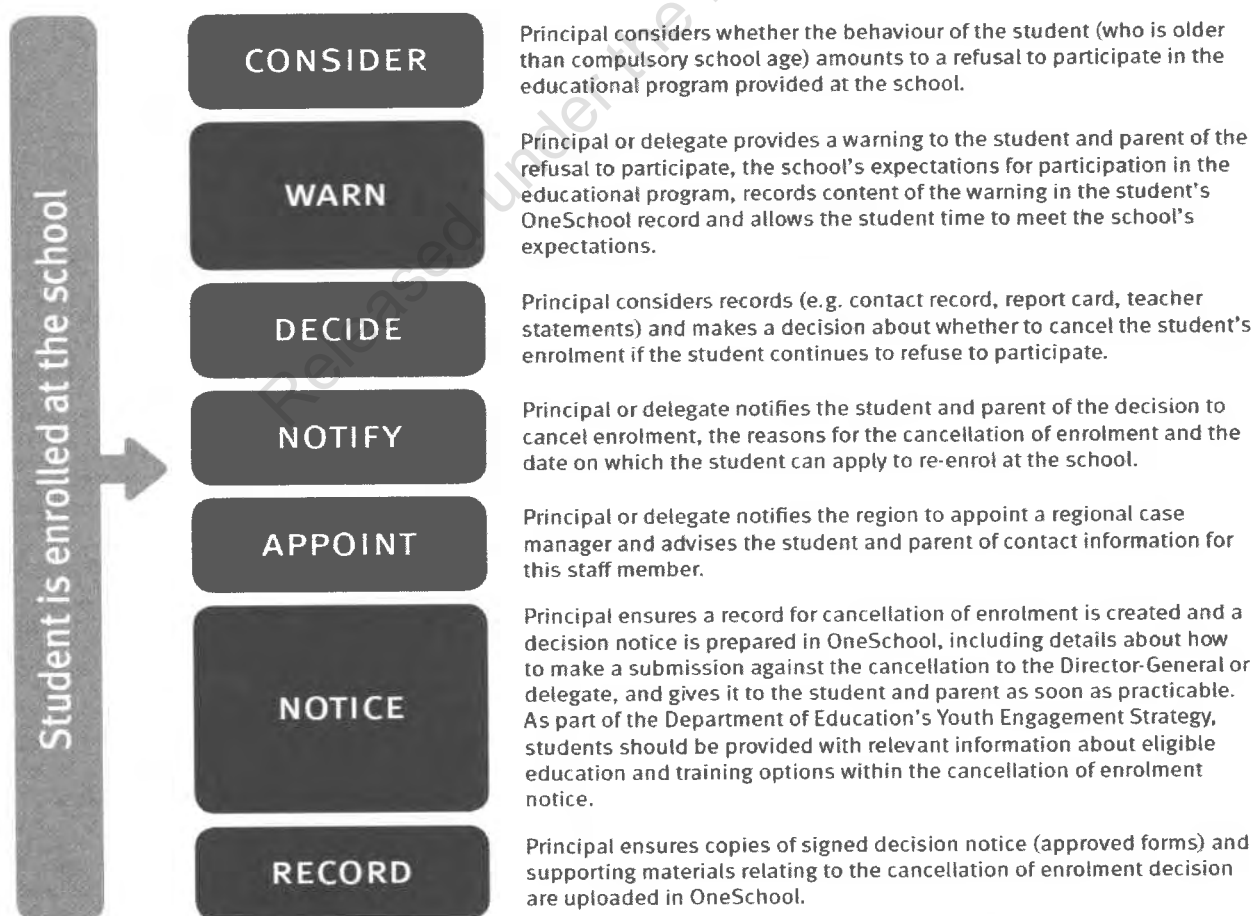 Student is enrolled at the school
CONSIDER
Principal considers whether the behaviour of the student (who is older
than compulsory school age) amounts to a refusal to participate in the
educational program provided at the school.
WARN
Principal or delegate provides a warning to the student and parent of the
refusal to participate, the school's expectations for participation in the
educational program, records content of the warning in the student's
OneSchool record and allows the student time to meet the school's
expectations.
DECIDE
Principal considers records (e.g. contact record, report card, teacher
statements) and makes a decision about whether to cancel the student's
enrolment if the student continues to refuse to participate.
NOTIFY
Principal or delegate notifies the student and parent of the decision to
cancel enrolment, the reasons for the cancellation of enrolment and the
date on which the student can apply to re-enrol at the school.
APPOINT
Principal or delegate notifies the region to appoint a regional case
manager and advises the student and parent of contact information for
this staff member.
NOTICE
Principal ensures a record for cancellation of enrolment is created and a
decision notice is prepared in OneSchool, including details about how
to make a submission against the cancellation to the Director-General or
delegate, and gives it to the student and parent as soon as practicable.
As part of the Department of Education's Youth Engagement Strategy,
students should be provided with relevant information about eligible
education and training options within the cancellation of enrolment
notice.
RECORD
Principal ensures copies of signed decision notice (approved forms) and
supporting materials relating to the cancellation of enrolment decision
are uploaded in OneSchool.
Released under the